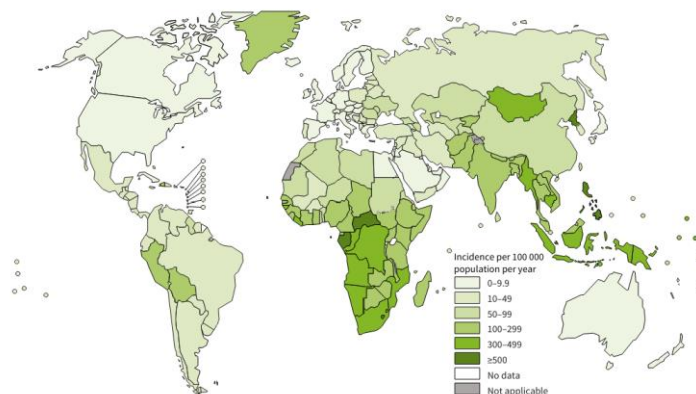 Incidence per 100 000
population per year
0–9.9
10–49
50–99
100–299
300–499
≥500
No data
Not applicable